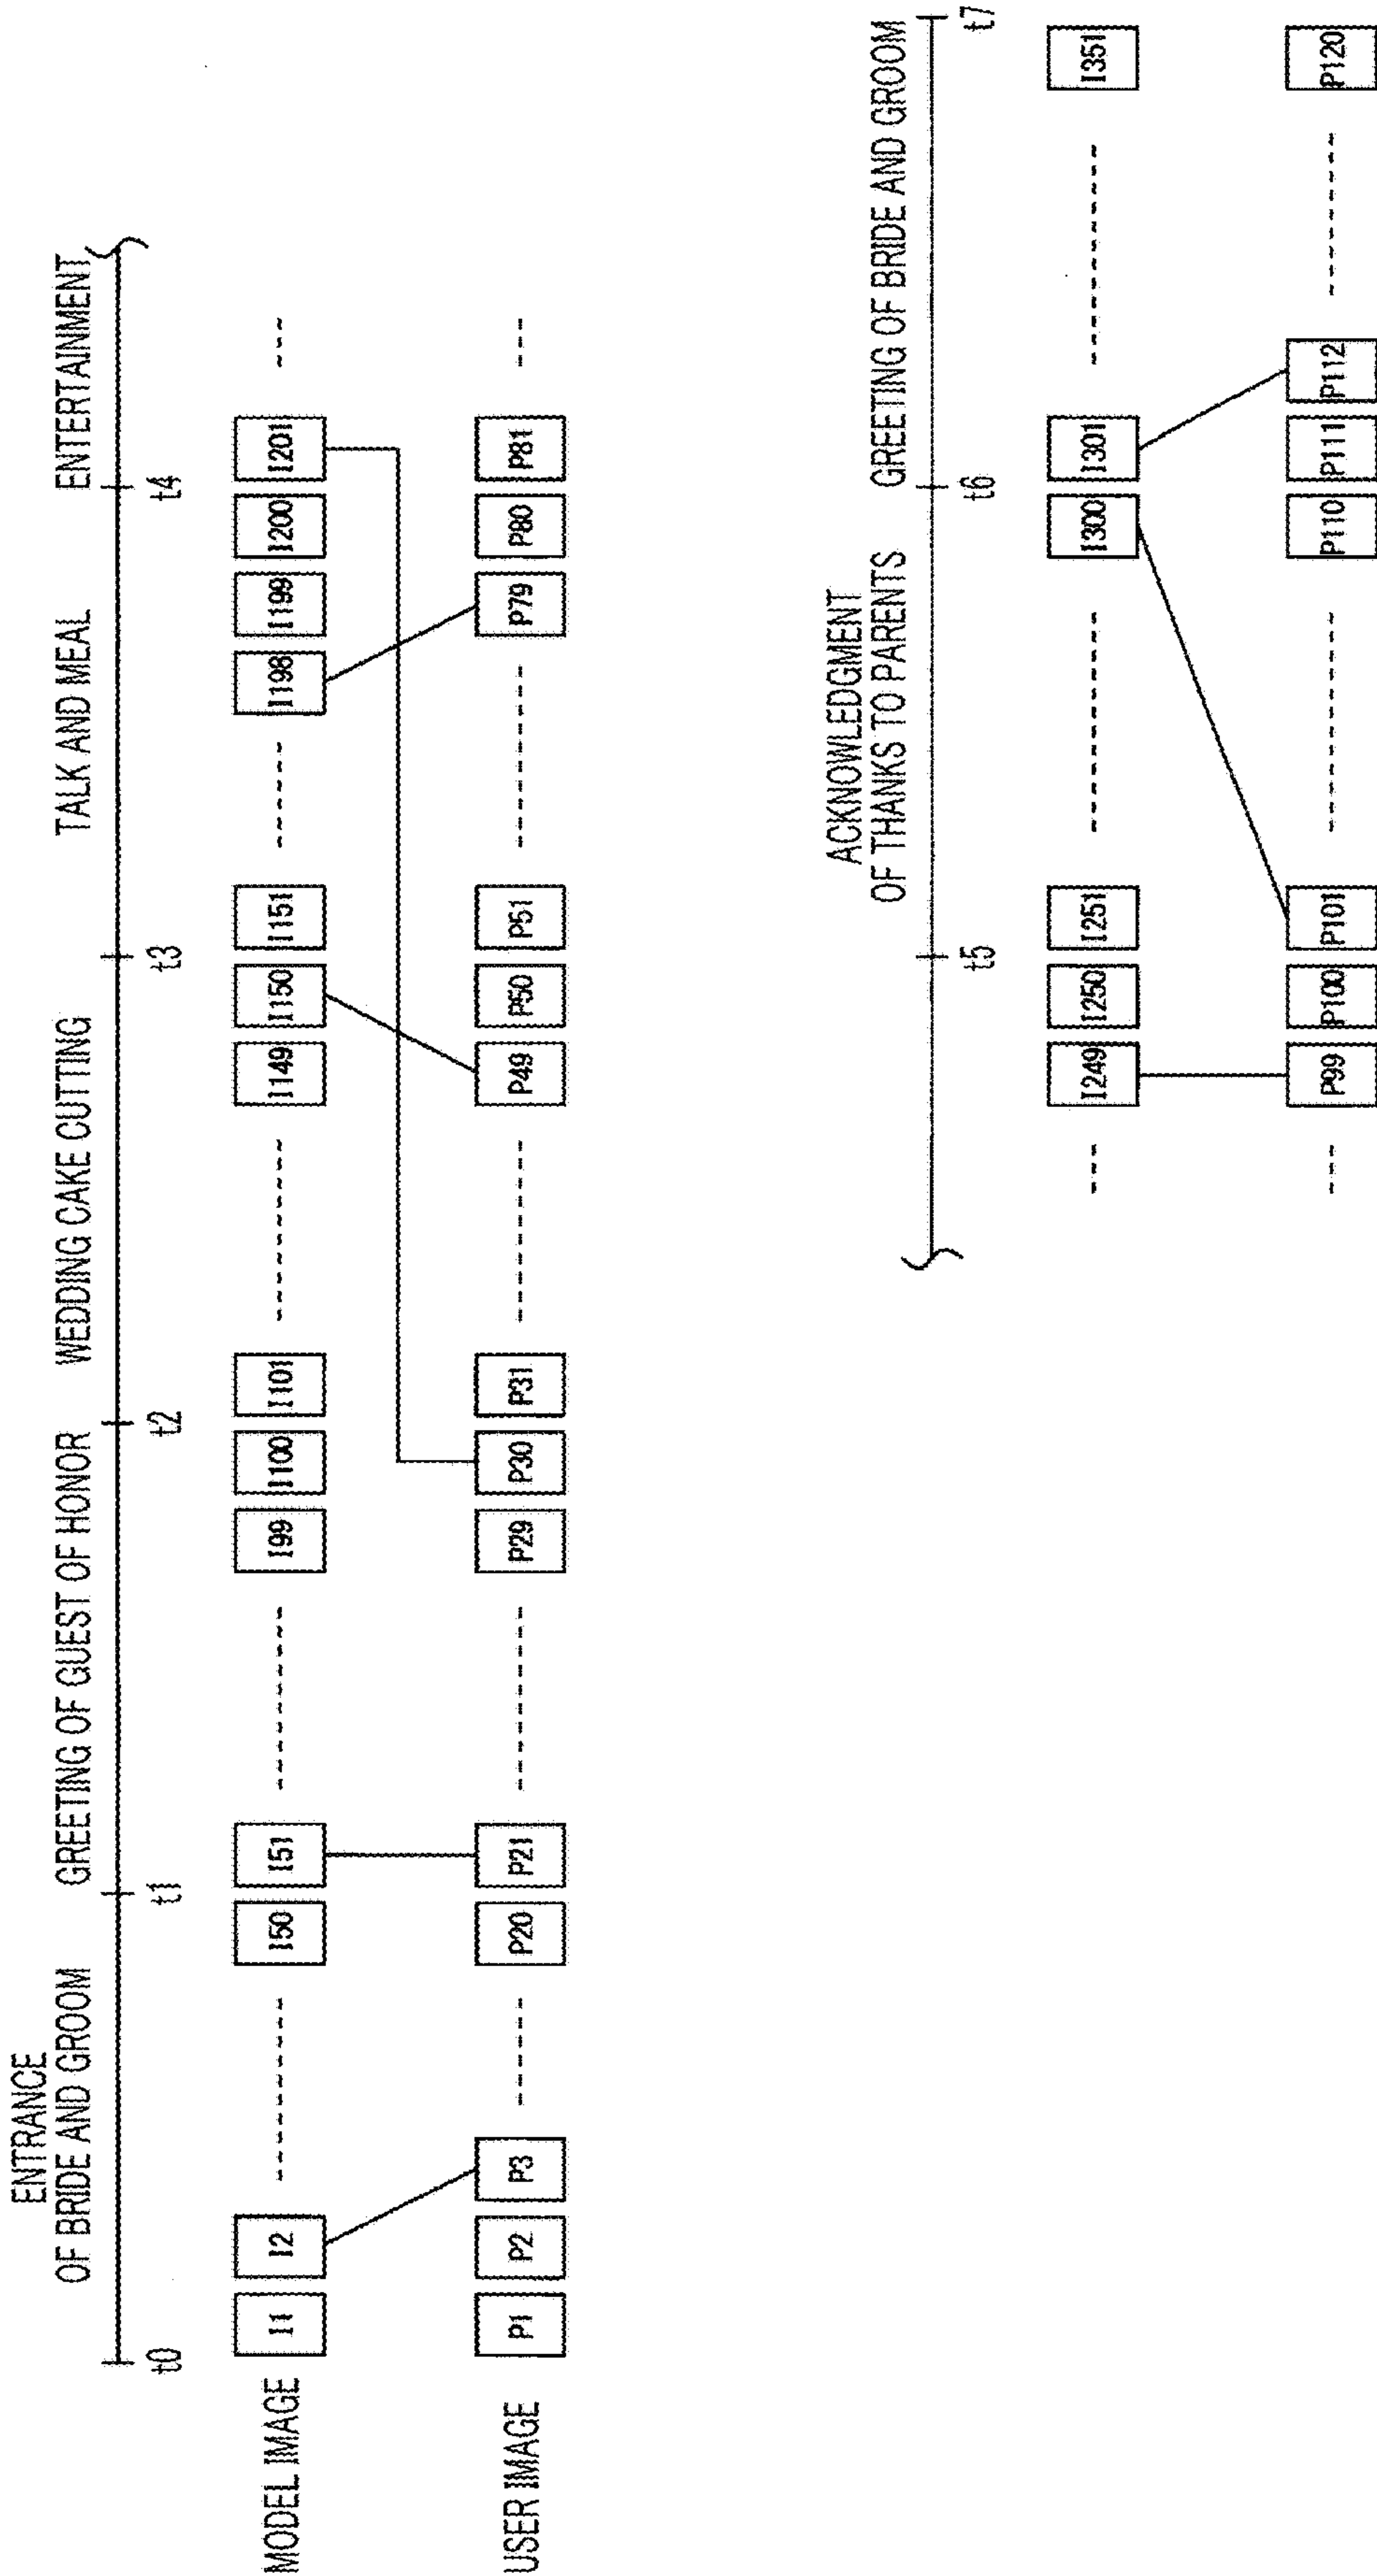 ENTRANCE
OF BRIDE AND GROOM
GREETING OF GUEST OF HONOR
WEDDING CAKE CUTTING
TALK AND MEAL
ENTERTAINMENT
t0 t1 t2 t3 t4
MODEL IMAGE I1 I2 I50 I51 I99 I100 I101 I149 I150 I151 I198 I199 I200 I201
USER IMAGE P1 P2 P3 P20 P21 P29 P30 P31 P49 P50 P51 P79 P80 P81
ACKNOWLEDGMENT
OF THANKS TO PARENTS
GREETING OF BRIDE AND GROOM
t5 t6 t7
I249 I250 I251 I300 I301 I351
P99 P100 P101 P110 P111 P112 P120